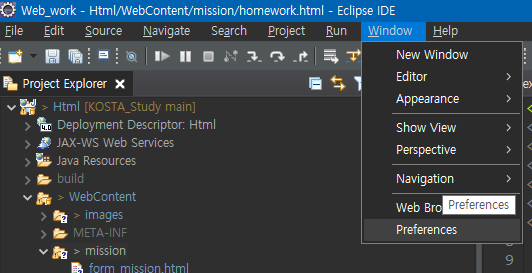 Web_work - Html/WebContent/mission/homework.html - Eclipse IDE
File Edit Source Navigate Search Project Run Window Help
New Window
Editor
Appearance
Show View
Perspective
Navigation
Web Bro
Preferences
Preferences
Project Explorer
> Html [KOSTA_Study main]
Deployment Descriptor: Html
JAX-WS Web Services
Java Resources
build
> WebContent
> images
META-INF
> mission
form_mission.html
9